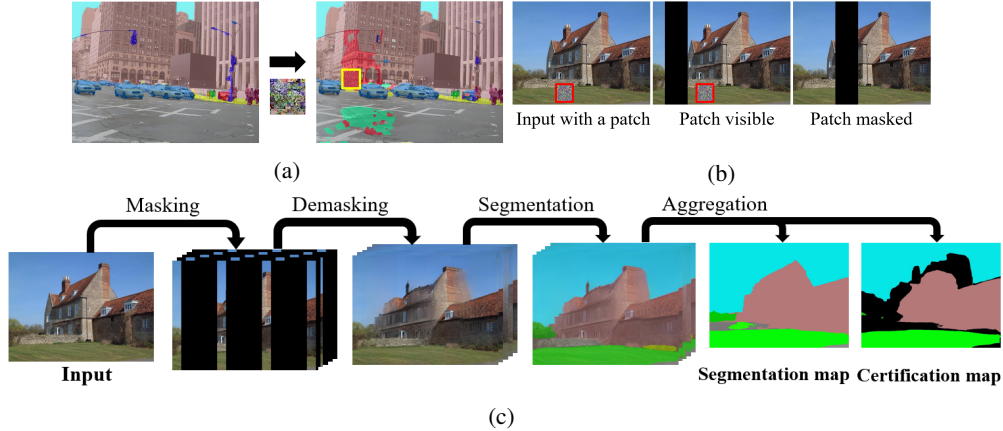 Input with a patch
Patch visible
Patch masked
(a)
(b)
Masking
Demasking
Segmentation
Aggregation
Input
Segmentation map
Certification map
(c)